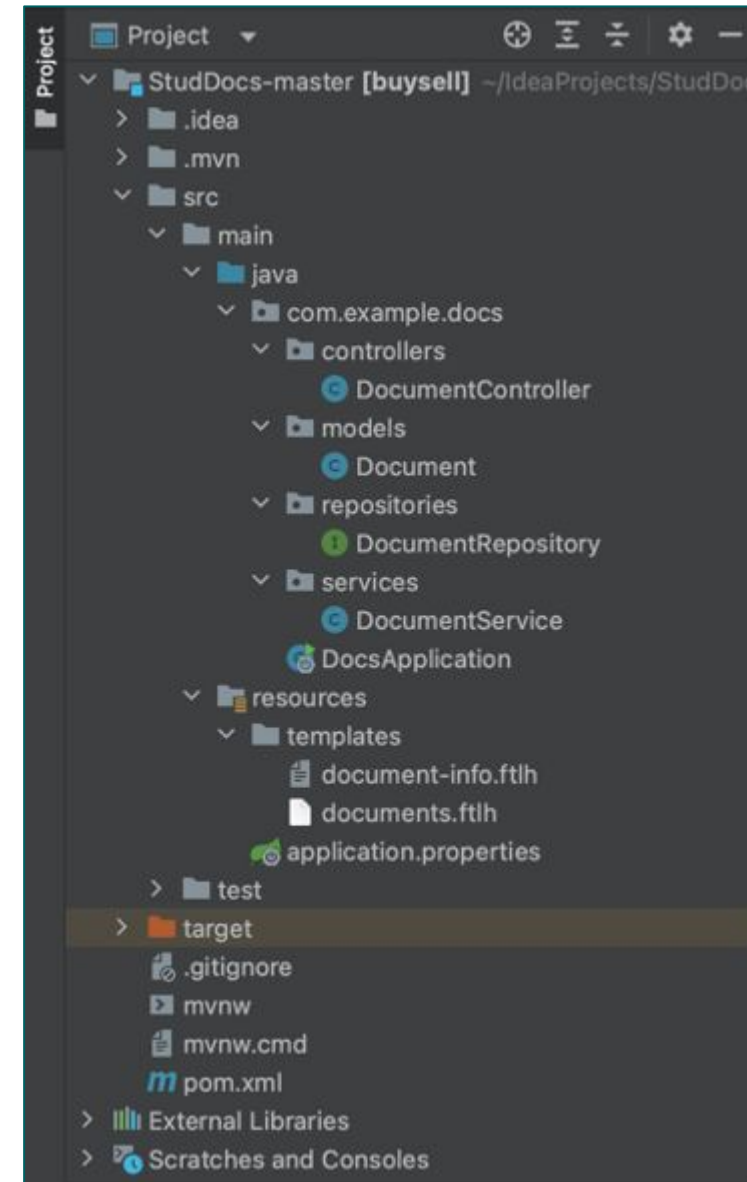 Project
Project
StudDocs-master [buysell] ~/IdeaProjects/StudDoc
.idea
.mvn
src
main
java
com.example.docs
controllers
DocumentController
models
Document
repositories
DocumentRepository
services
DocumentService
DocsApplication
resources
templates
document-info.ftlh
documents.ftlh
application.properties
test
target
.gitignore
mvnw
mvnw.cmd
pom.xml
External Libraries
Scratches and Consoles